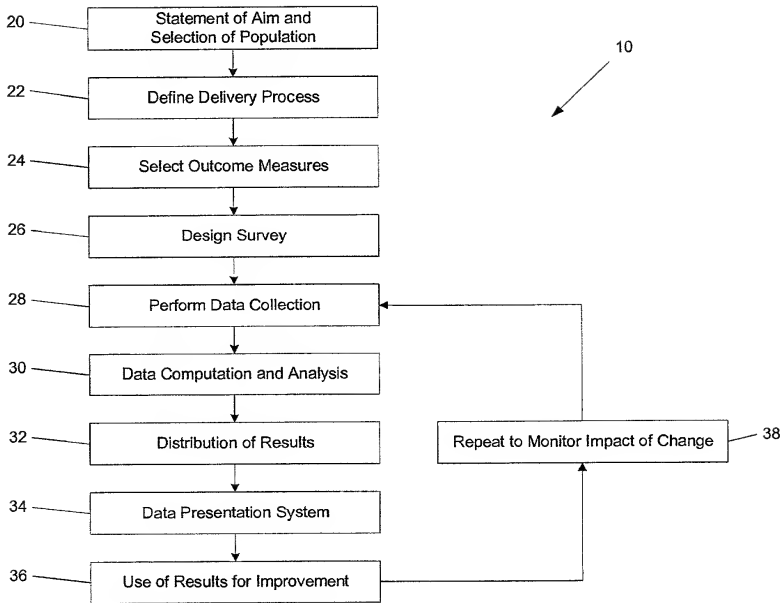 20
Statement of Aim and
Selection of Population
10
22
Define Delivery Process
24
Select Outcome Measures
26
Design Survey
28
Perform Data Collection
30
Data Computation and Analysis
32
Distribution of Results
Repeat to Monitor Impact of Change
38
34
Data Presentation System
36
Use of Results for Improvement